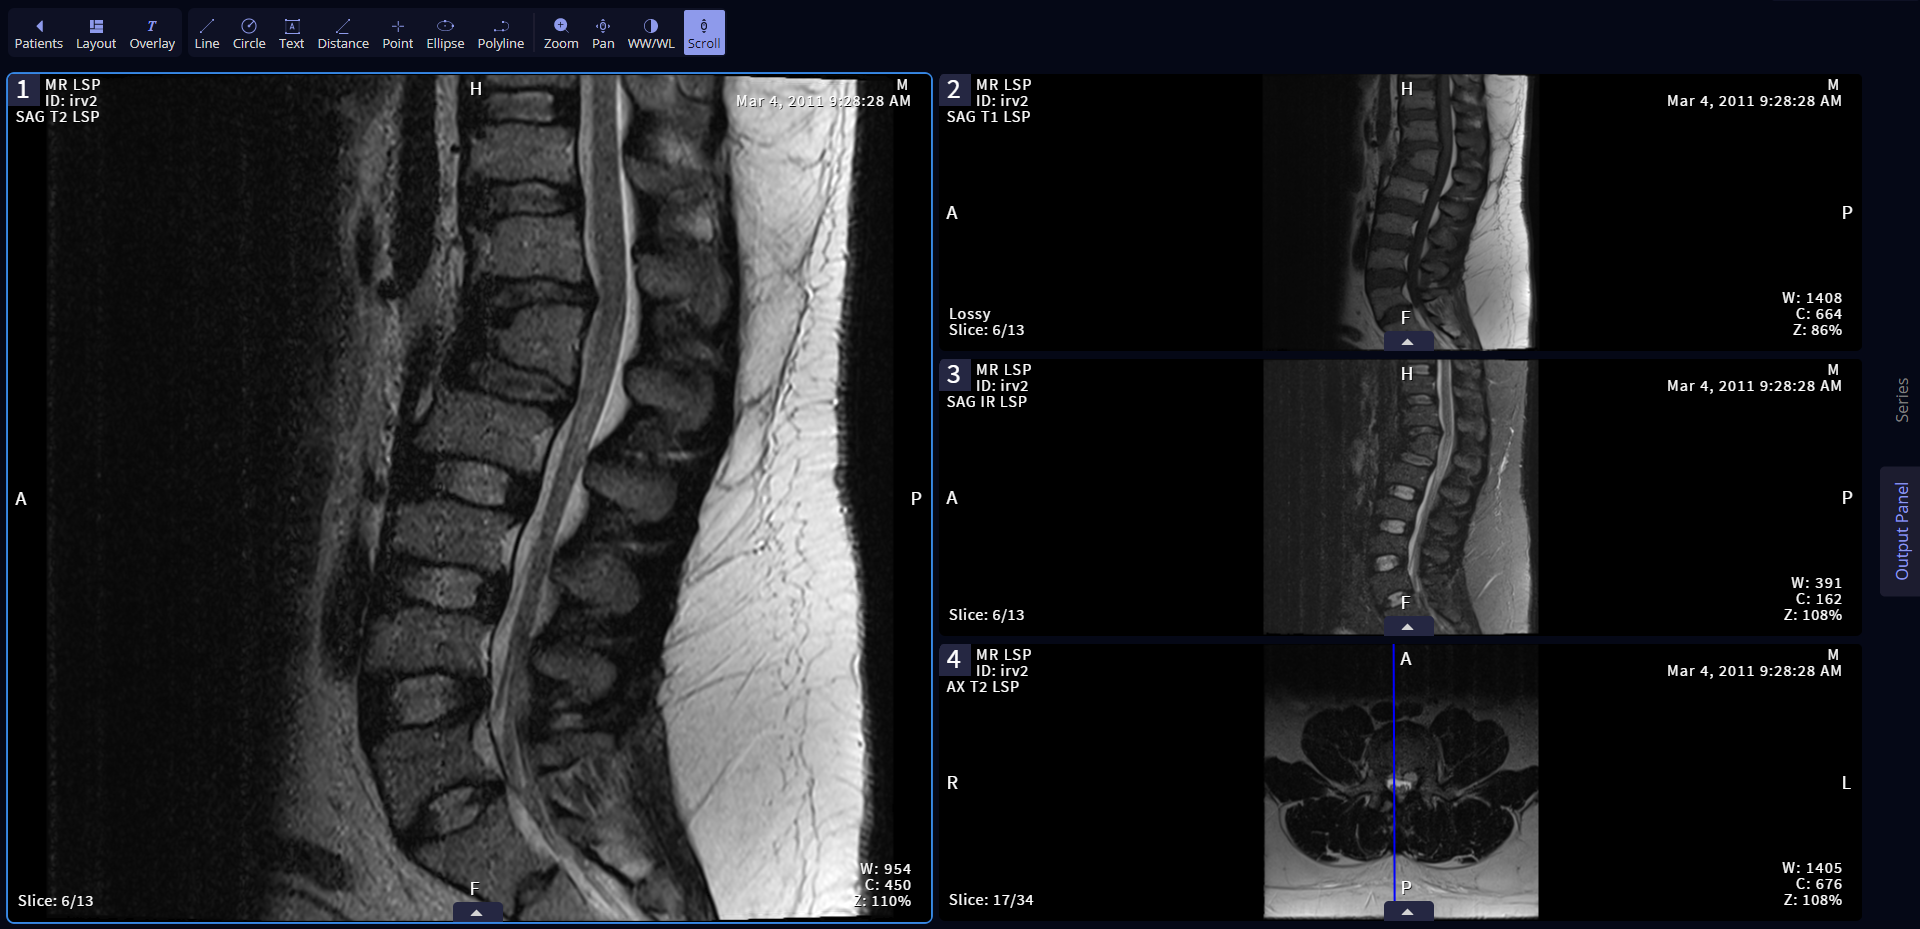 Patients Layout Overlay Line Circle Text Distance Point Ellipse Polyline Zoom Pan WW/WL Scroll
1
MR LSP
ID: irv2
SAG T2 LSP
H
M
Mar 4, 2011 9:28:28 AM
A
P
F
Slice: 6/13
W: 954
C: 450
Z: 110%
2
MR LSP
ID: irv2
SAG T1 LSP
H
M
Mar 4, 2011 9:28:28 AM
A
P
F
Lossy
Slice: 6/13
W: 1408
C: 664
Z: 86%
3
MR LSP
ID: irv2
SAG IR LSP
H
M
Mar 4, 2011 9:28:28 AM
A
P
F
Slice: 6/13
W: 391
C: 162
Z: 108%
4
MR LSP
ID: irv2
AX T2 LSP
A
M
Mar 4, 2011 9:28:28 AM
R
L
P
Slice: 17/34
W: 1405
C: 676
Z: 108%
Series
Output Panel